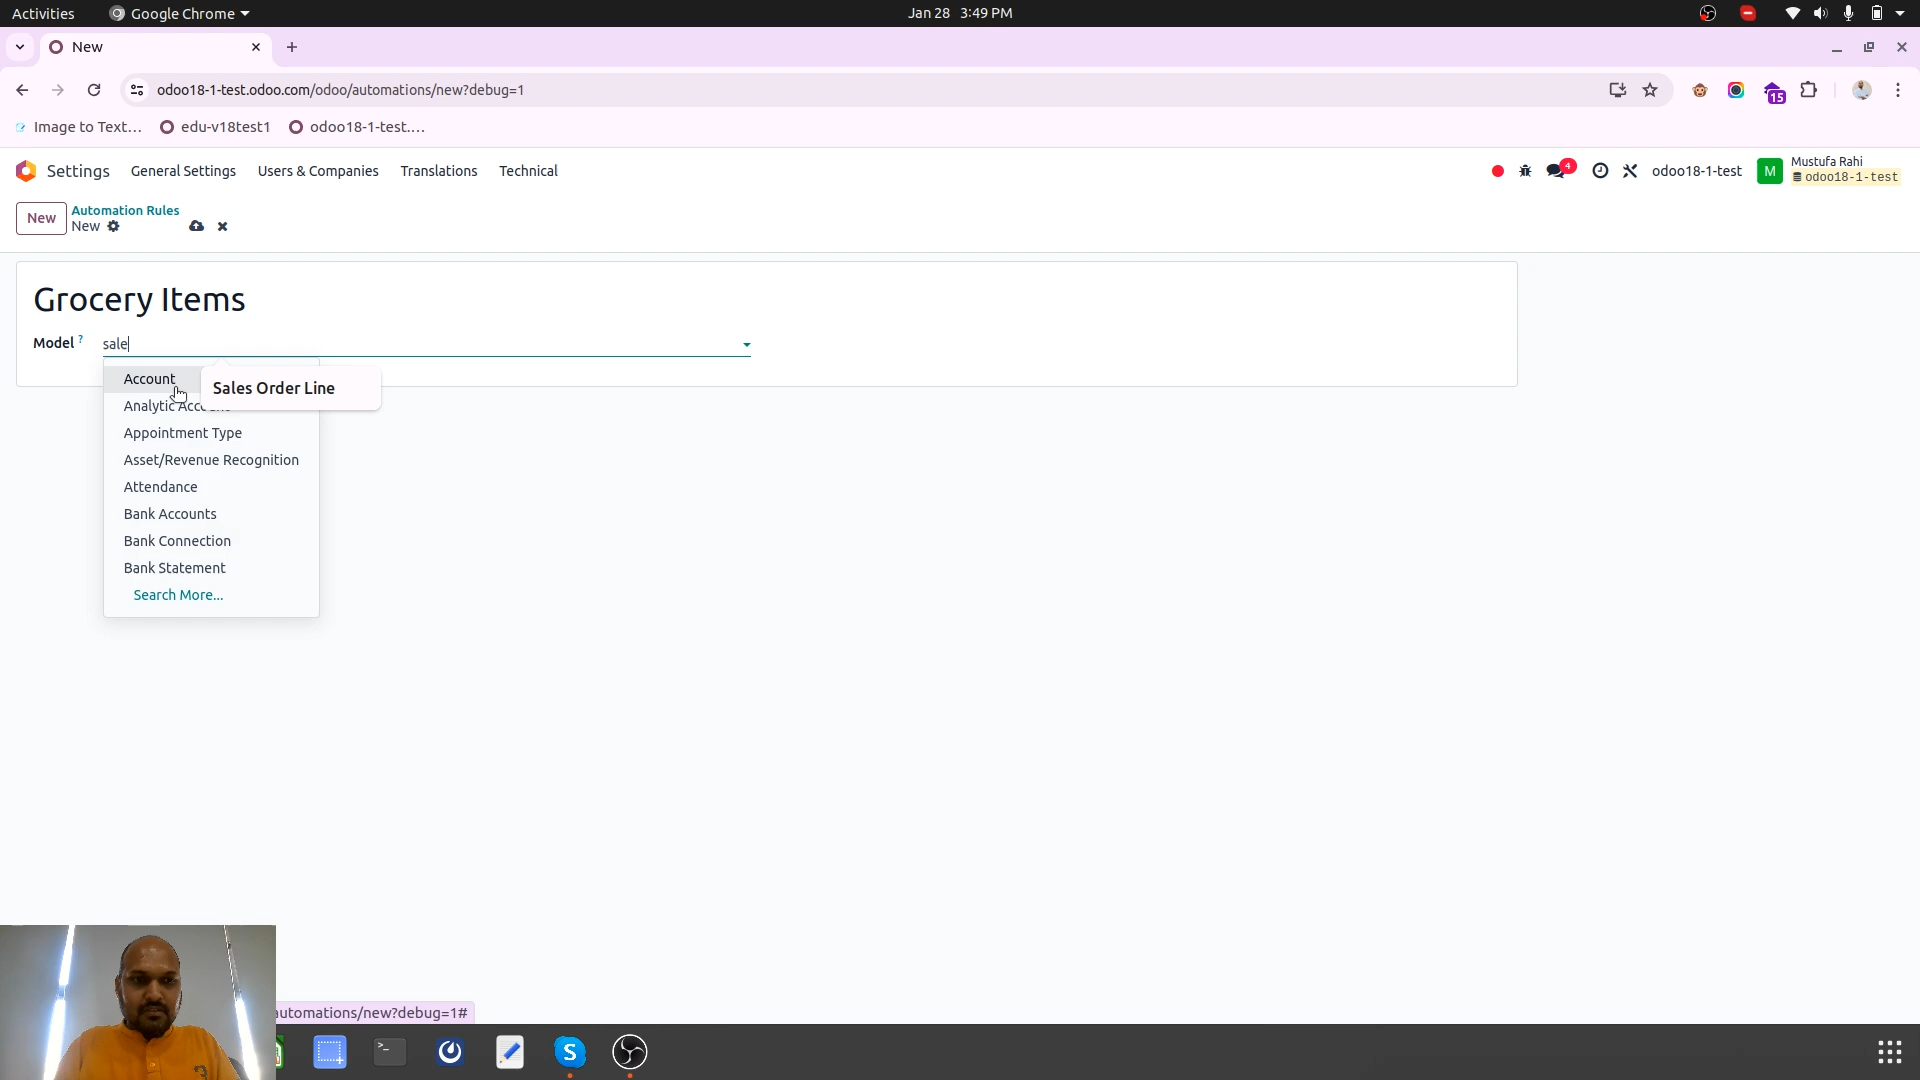 Activities
Google Chrome
Jan 28 3:49 PM
New
odoo18-1-test.odoo.com/odoo/automations/new?debug=1
15
Image to Text...
edu-v18test1
odoo18-1-test....
Settings
General Settings
Users & Companies
Translations
Technical
4
odoo18-1-test
M
Mustufa Rahi
odoo18-1-test
New
Automation Rules
New
Grocery Items
Model ?
sale
Account
Sales Order Line
Analytic
Appointment Type
Asset/Revenue Recognition
Attendance
Bank Accounts
Bank Connection
Bank Statement
Search More...
automations/new?debug=1#